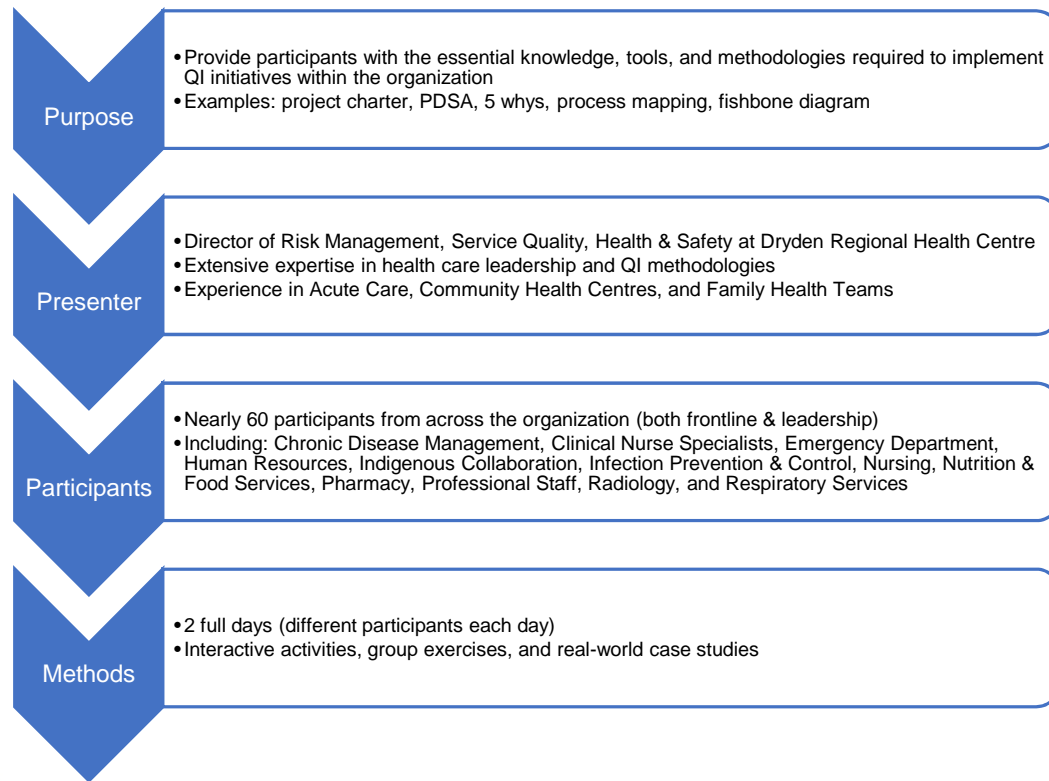 Purpose
•Provide participants with the essential knowledge, tools, and methodologies required to implement
QI initiatives within the organization
•Examples: project charter, PDSA, 5 whys, process mapping, fishbone diagram
Presenter
•Director of Risk Management, Service Quality, Health & Safety at Dryden Regional Health Centre
•Extensive expertise in health care leadership and QI methodologies
•Experience in Acute Care, Community Health Centres, and Family Health Teams
Participants
•Nearly 60 participants from across the organization (both frontline & leadership)
•Including: Chronic Disease Management, Clinical Nurse Specialists, Emergency Department,
Human Resources, Indigenous Collaboration, Infection Prevention & Control, Nursing, Nutrition &
Food Services, Pharmacy, Professional Staff, Radiology, and Respiratory Services
Methods
•2 full days (different participants each day)
•Interactive activities, group exercises, and real-world case studies